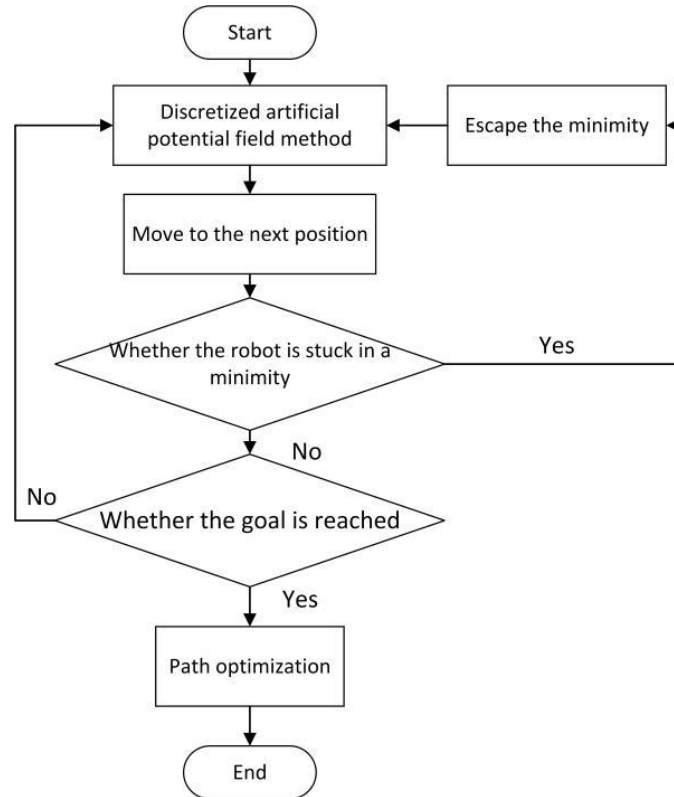 Start
Discretized artificial
potential field method
Escape the minimity
Move to the next position
Whether the robot is stuck in a
minimity
Yes
No
No
Whether the goal is reached
Yes
Path optimization
End